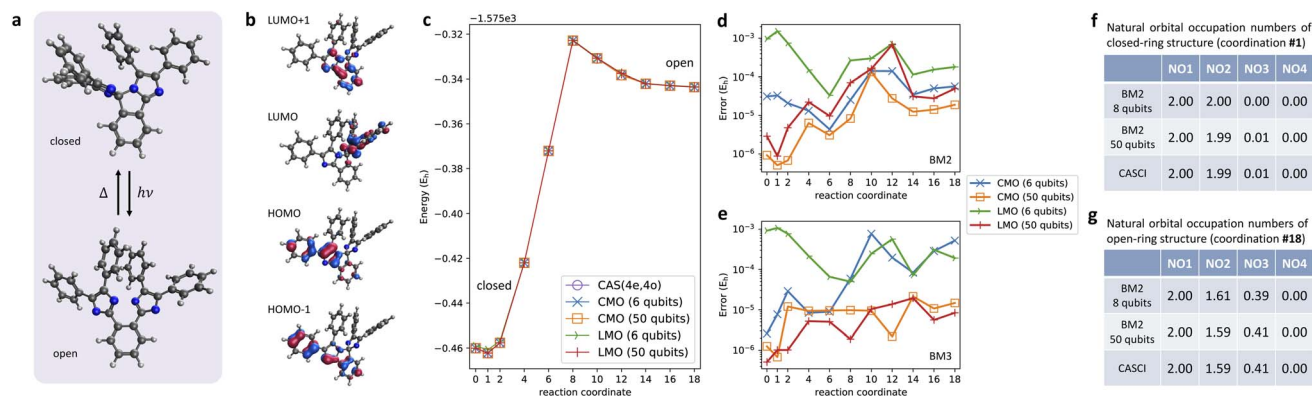 a
closed
Δ
hν
open
b
LUMO+1
LUMO
HOMO
HOMO-1
c
−1.575e3
Energy (Eₕ)
−0.32
−0.34
−0.36
−0.38
−0.40
−0.42
−0.44
−0.46
open
closed
CAS(4e,4o)
CMO (6 qubits)
CMO (50 qubits)
LMO (6 qubits)
LMO (50 qubits)
0 1 2 4 6 8 10 12 14 16 18
reaction coordinate
d
Error (Eₕ)
10⁻³
10⁻⁴
10⁻⁵
10⁻⁶
BM2
0 1 2 4 6 8 10 12 14 16 18
reaction coordinate
CMO (6 qubits)
CMO (50 qubits)
LMO (6 qubits)
LMO (50 qubits)
e
Error (Eₕ)
10⁻³
10⁻⁴
10⁻⁵
10⁻⁶
BM3
0 1 2 4 6 8 10 12 14 16 18
reaction coordinate
f
Natural orbital occupation numbers of
closed-ring structure (coordination #1)
NO1 NO2 NO3 NO4
BM2
8 qubits 2.00 2.00 0.00 0.00
BM2
50 qubits 2.00 1.99 0.01 0.00
CASCI 2.00 1.99 0.01 0.00
g
Natural orbital occupation numbers of
open-ring structure (coordination #18)
NO1 NO2 NO3 NO4
BM2
8 qubits 2.00 1.61 0.39 0.00
BM2
50 qubits 2.00 1.59 0.41 0.00
CASCI 2.00 1.59 0.41 0.00